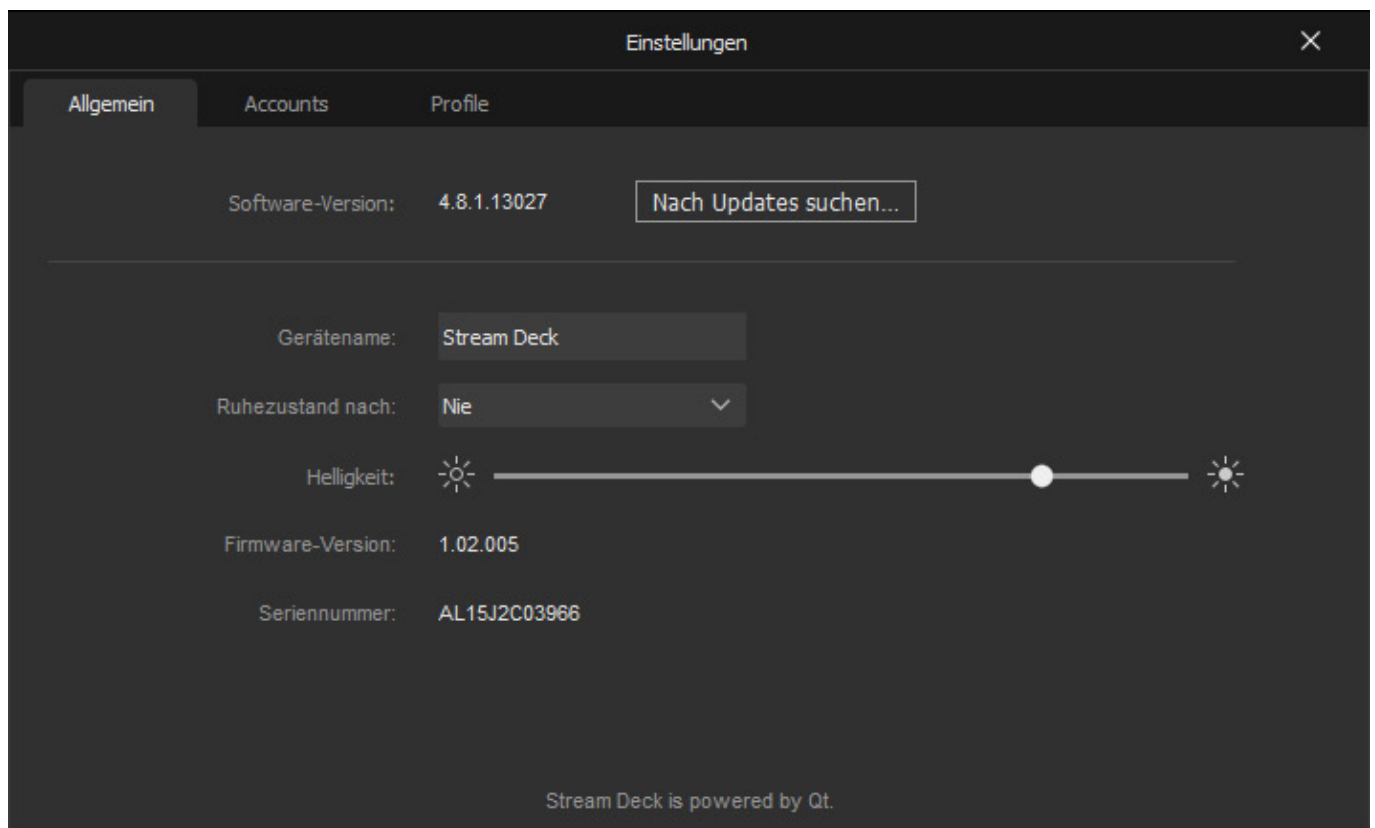 Einstellungen
Allgemein Accounts Profile
Software-Version: 4.8.1.13027 Nach Updates suchen...
Gerätename: Stream Deck
Ruhezustand nach: Nie
Helligkeit:
Firmware-Version: 1.02.005
Seriennummer: AL15J2C03966
Stream Deck is powered by Qt.